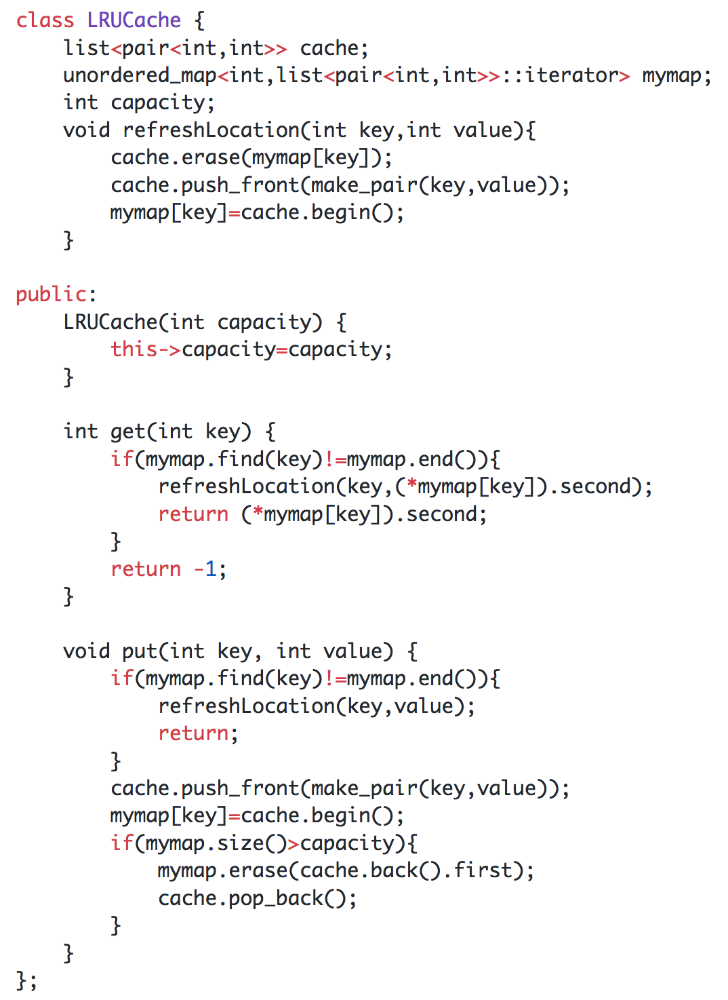 class LRUCache {
    list<pair<int,int>> cache;
    unordered_map<int,list<pair<int,int>>::iterator> mymap;
    int capacity;
    void refreshLocation(int key,int value){
        cache.erase(mymap[key]);
        cache.push_front(make_pair(key,value));
        mymap[key]=cache.begin();
    }

public:
    LRUCache(int capacity) {
        this->capacity=capacity;
    }

    int get(int key) {
        if(mymap.find(key)!=mymap.end()){
            refreshLocation(key,(*mymap[key]).second);
            return (*mymap[key]).second;
        }
        return -1;
    }

    void put(int key, int value) {
        if(mymap.find(key)!=mymap.end()){
            refreshLocation(key,value);
            return;
        }
        cache.push_front(make_pair(key,value));
        mymap[key]=cache.begin();
        if(mymap.size()>capacity){
            mymap.erase(cache.back().first);
            cache.pop_back();
        }
    }
};